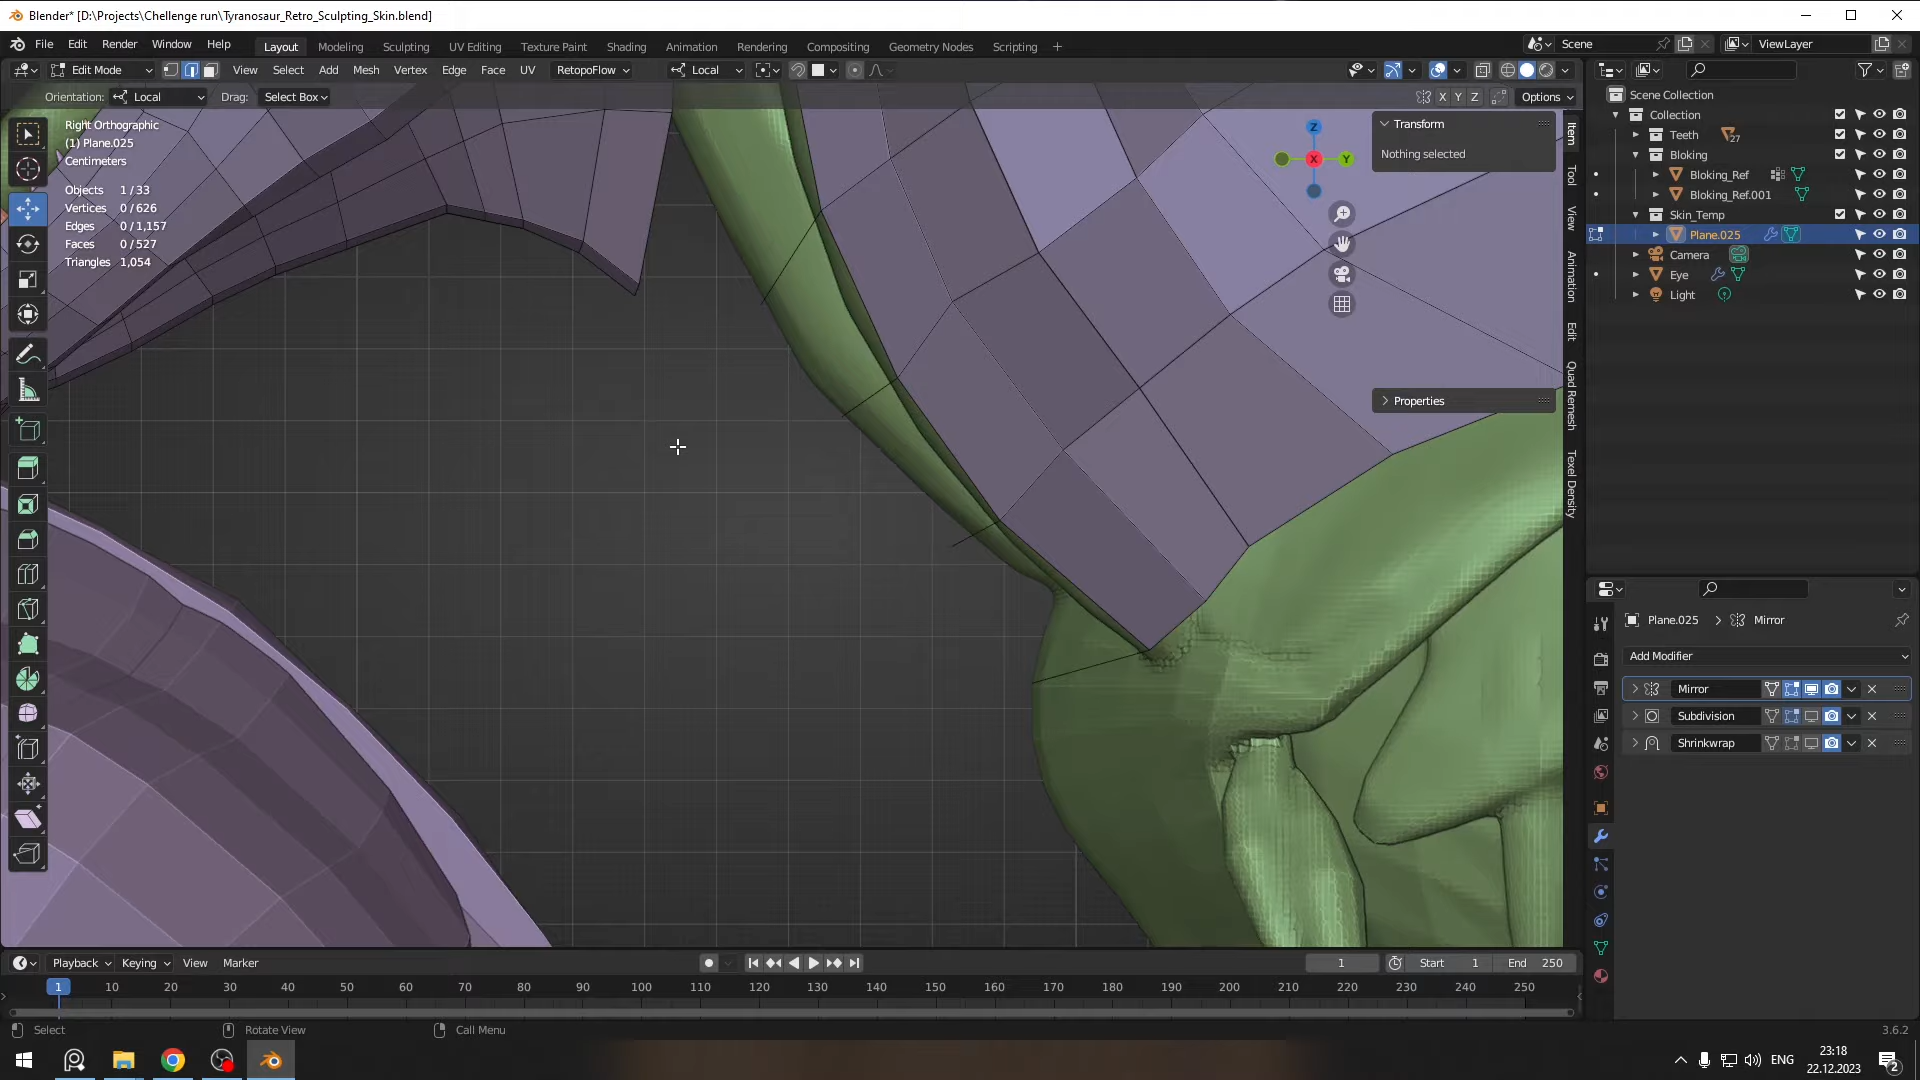 Blender* [D:\Projects\Chellenge run\Tyranosaur_Retro_Sculpting_Skin.blend]
File Edit Render Window Help Layout Modeling Sculpting UV Editing Texture Paint Shading Animation Rendering Compositing Geometry Nodes Scripting + Scene ViewLayer
Edit Mode View Select Add Mesh Vertex Edge Face UV RetopoFlow Local
Orientation: Local Drag: Select Box X Y Z Options
Right Orthographic
(1) Plane.025
Centimeters
Objects 1 / 33
Vertices 0 / 626
Edges 0 / 1,157
Faces 0 / 527
Triangles 1,054
Z
X
Y
Transform
Nothing selected
Properties
Item
Tool
View
Animation
Edit
Quad Remesh
Texel Density
Scene Collection
Collection
Teeth 27
Bloking
Bloking_Ref
Bloking_Ref.001
Skin_Temp
Plane.025
Camera
Eye
Light
Plane.025 > Mirror
Add Modifier
Mirror
Subdivision
Shrinkwrap
Playback Keying View Marker 1 Start 1 End 250
1 10 20 30 40 50 60 70 80 90 100 110 120 130 140 150 160 170 180 190 200 210 220 230 240 250
Select Rotate View Call Menu 3.6.2
ENG 23:18
22.12.2023
2